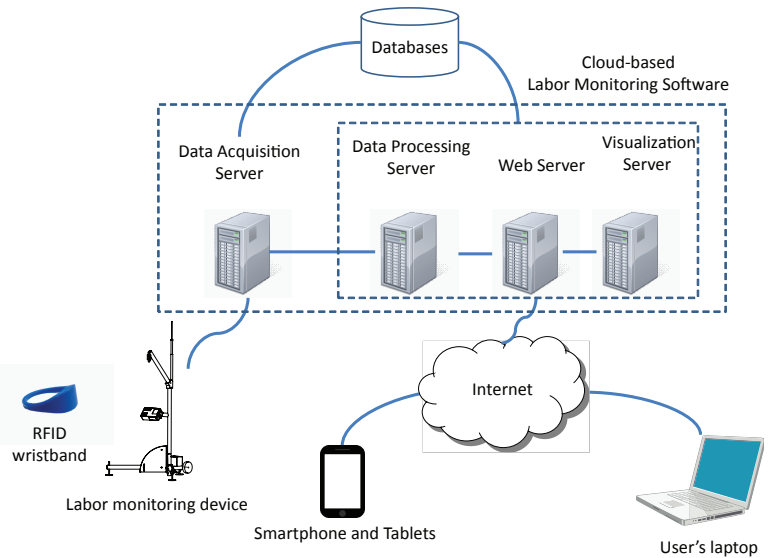 Databases
Cloud-based
Labor Monitoring Software
Data Acquisition
Server
Data Processing
Server
Web Server
Visualization
Server
Internet
RFID
wristband
Labor monitoring device
Smartphone and Tablets
User's laptop